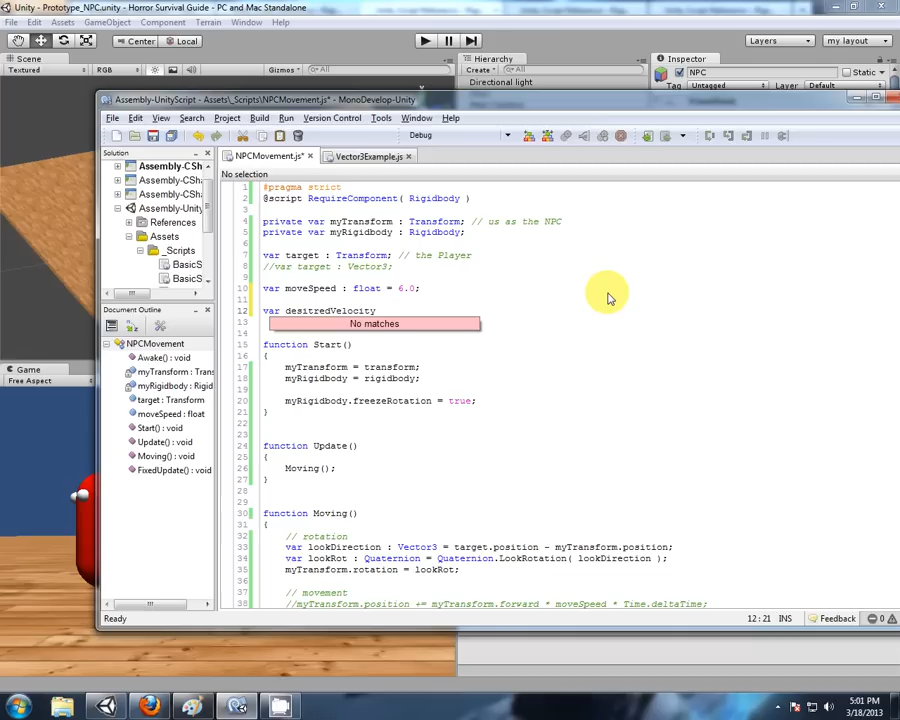 Unity - Prototype_NPC.unity - Horror Survival Guide - PC and Mac Standalone
File Edit Assets GameObject Component Terrain Window Help
Center Local Layers my layout
Scene Hierarchy Inspector
Textured RGB Gizmos All Create All NPC Static
Directional light Tag Untagged Layer Default
Assembly-UnityScript - Assets\_Scripts\NPCMovement.js* - MonoDevelop-Unity
File Edit View Search Project Build Run Version Control Tools Window Help
Debug
Solution
Assembly-CSha
Assembly-CSha
Assembly-CSha
Assembly-Unity
References
Assets
_Scripts
BasicS
BasicS
Document Outline
NPCMovement
Awake() : void
myTransform : Trans
myRigidbody : Rigid
target : Transform
moveSpeed : float
Start() : void
Update() : void
Moving() : void
FixedUpdate() : void
NPCMovement.js* Vector3Example.js
No selection
1 #pragma strict
2 @script RequireComponent( Rigidbody )
3
4 private var myTransform : Transform; // us as the NPC
5 private var myRigidbody : Rigidbody;
6
7 var target : Transform; // the Player
8 //var target : Vector3;
9
10 var moveSpeed : float = 6.0;
11
12 var desitredVelocity
13 No matches
14
15 function Start()
16 {
17 myTransform = transform;
18 myRigidbody = rigidbody;
19
20 myRigidbody.freezeRotation = true;
21 }
22
23
24 function Update()
25 {
26 Moving();
27 }
28
29
30 function Moving()
31 {
32 // rotation
33 var lookDirection : Vector3 = target.position - myTransform.position;
34 var lookRot : Quaternion = Quaternion.LookRotation( lookDirection );
35 myTransform.rotation = lookRot;
36
37 // movement
38 //myTransform.position += myTransform.forward * moveSpeed * Time.deltaTime;
Ready 12 : 21 INS Feedback 0
Game
Free Aspect
5:01 PM
3/18/2013